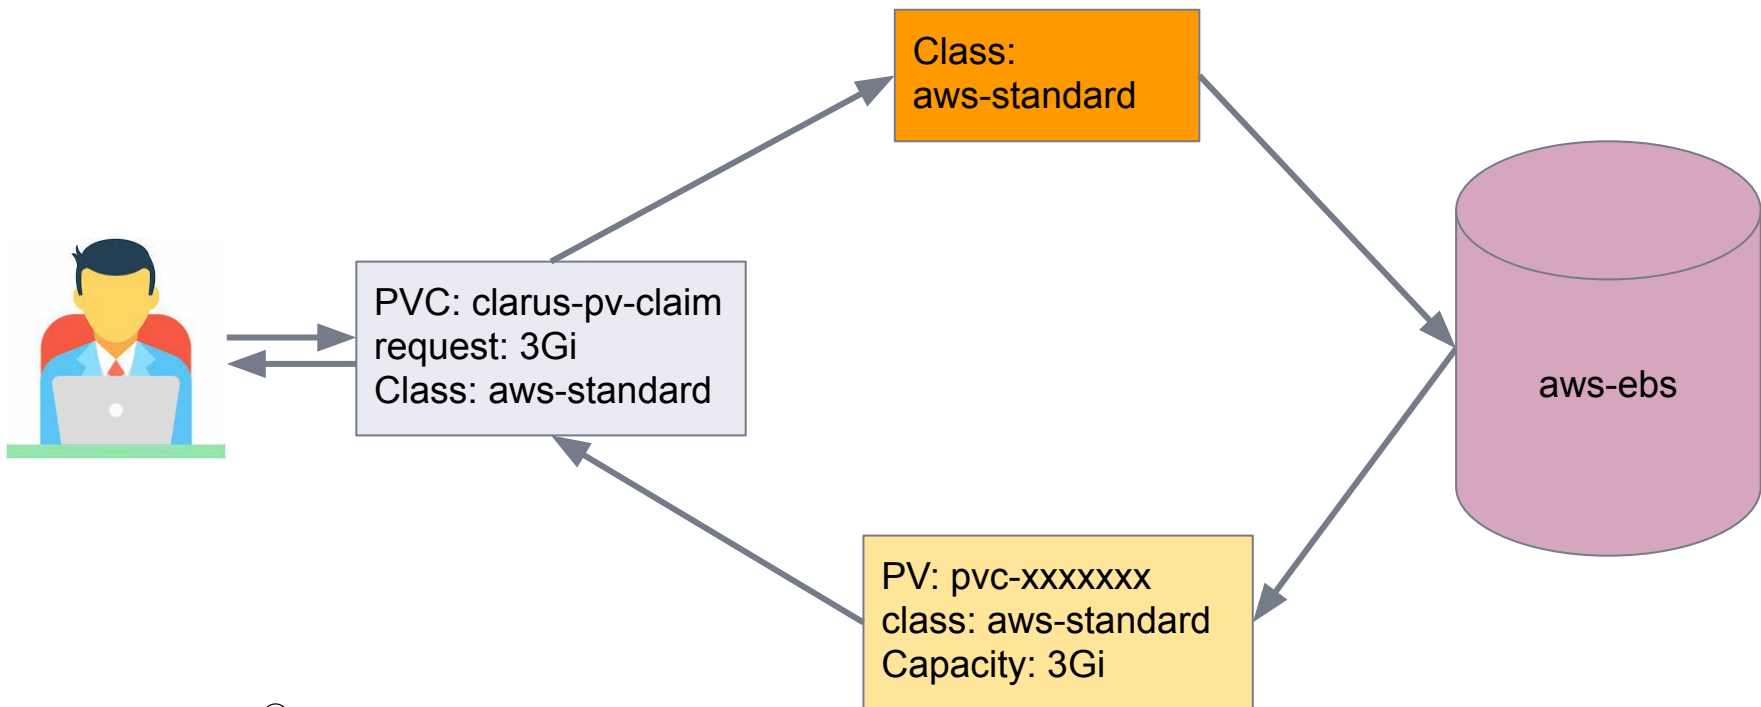 Class:
aws-standard
PVC: clarus-pv-claim
request: 3Gi
Class: aws-standard
aws-ebs
PV: pvc-xxxxxxx
class: aws-standard
Capacity: 3Gi